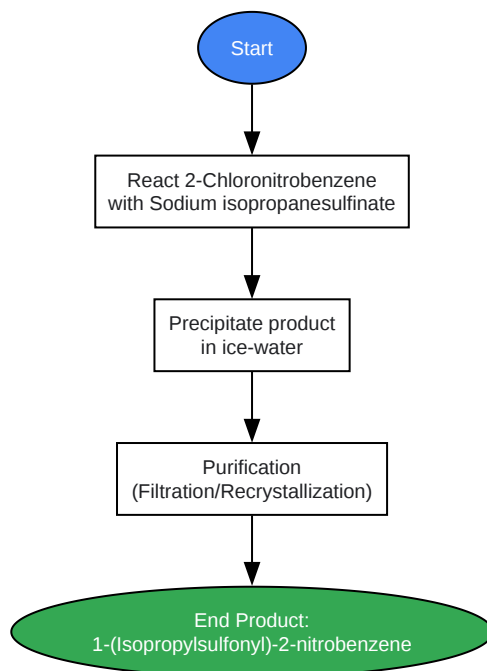 Start
React 2-Chloronitrobenzene
with Sodium isopropanesulfinate
Precipitate product
in ice-water
Purification
(Filtration/Recrystallization)
End Product:
1-(Isopropylsulfonyl)-2-nitrobenzene